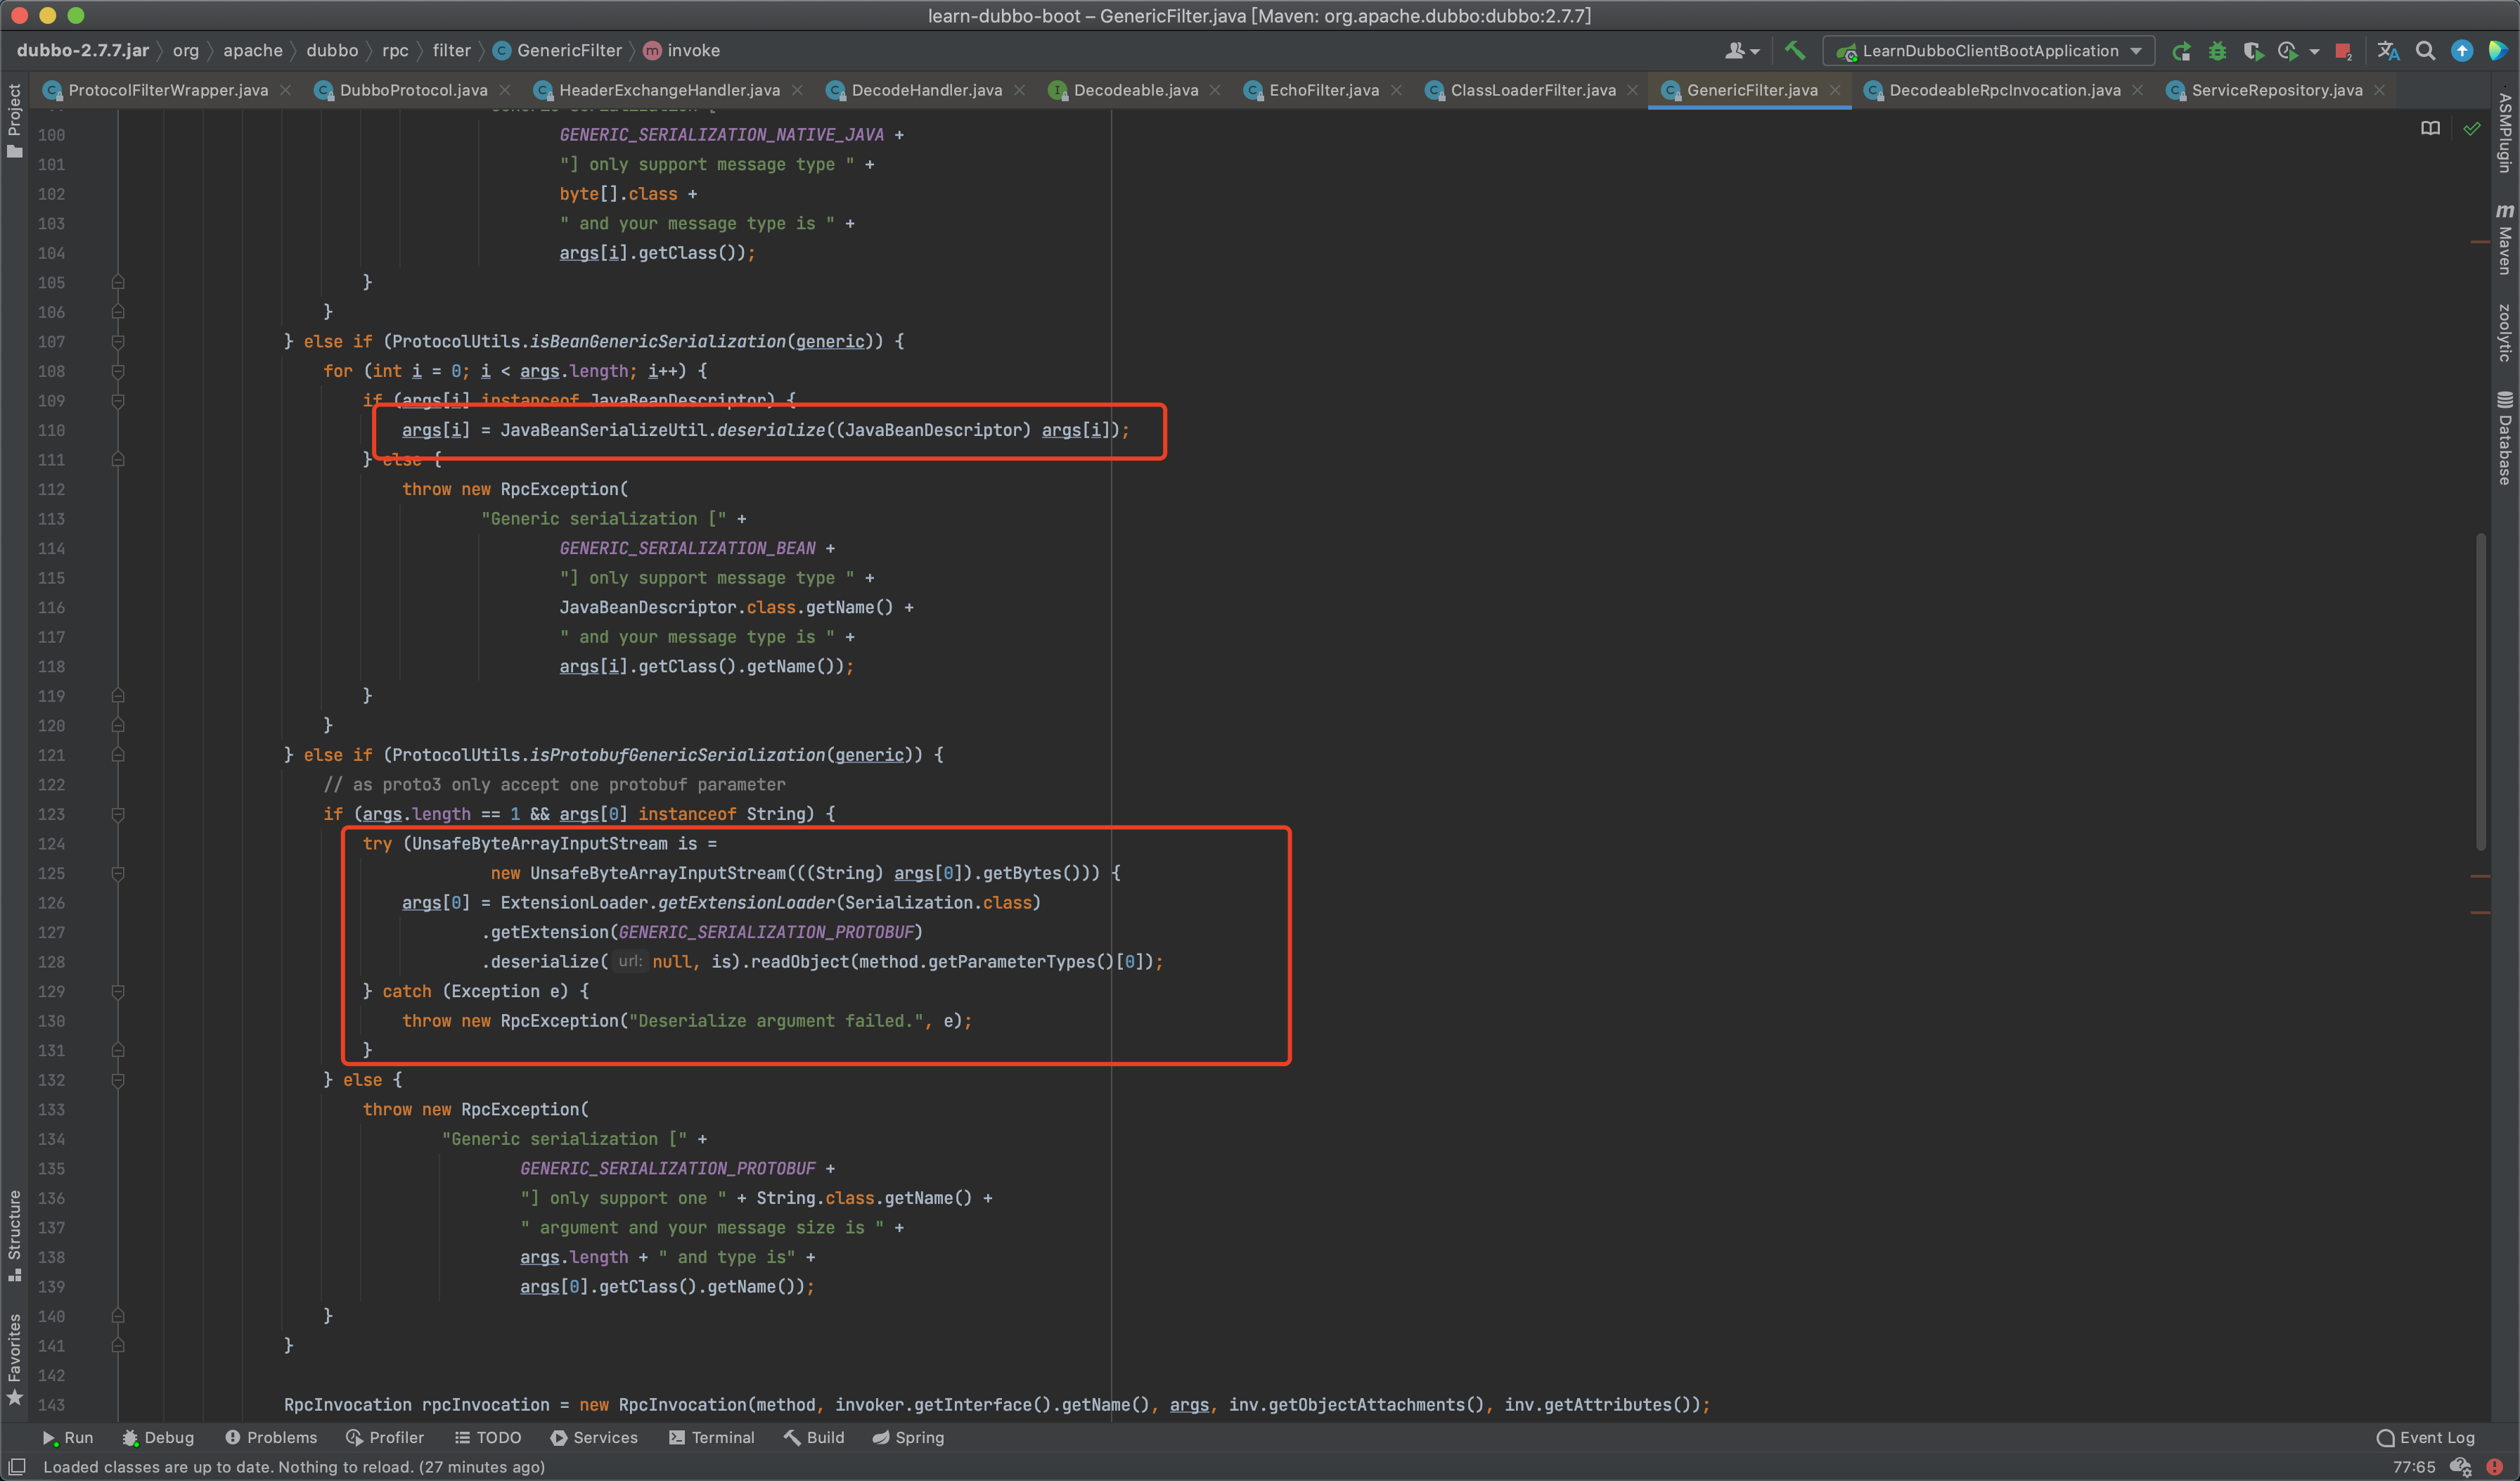 learn-dubbo-boot – GenericFilter.java [Maven: org.apache.dubbo:dubbo:2.7.7]
dubbo-2.7.7.jar org apache dubbo rpc filter C GenericFilter m invoke LearnDubboClientBootApplication
ProtocolFilterWrapper.java DubboProtocol.java HeaderExchangeHandler.java DecodeHandler.java Decodeable.java EchoFilter.java ClassLoaderFilter.java GenericFilter.java DecodeableRpcInvocation.java ServiceRepository.java
Project
Structure
Favorites
100 GENERIC_SERIALIZATION_NATIVE_JAVA +
101 "] only support message type " +
102 byte[].class +
103 " and your message type is " +
104 args[i].getClass());
105 }
106 }
107 } else if (ProtocolUtils.isBeanGenericSerialization(generic)) {
108 for (int i = 0; i < args.length; i++) {
109 if (args[i] instanceof JavaBeanDescriptor) {
110 args[i] = JavaBeanSerializeUtil.deserialize((JavaBeanDescriptor) args[i]);
111 } else {
112 throw new RpcException(
113 "Generic serialization [" +
114 GENERIC_SERIALIZATION_BEAN +
115 "] only support message type " +
116 JavaBeanDescriptor.class.getName() +
117 " and your message type is " +
118 args[i].getClass().getName());
119 }
120 }
121 } else if (ProtocolUtils.isProtobufGenericSerialization(generic)) {
122 // as proto3 only accept one protobuf parameter
123 if (args.length == 1 && args[0] instanceof String) {
124 try (UnsafeByteArrayInputStream is =
125 new UnsafeByteArrayInputStream(((String) args[0]).getBytes())) {
126 args[0] = ExtensionLoader.getExtensionLoader(Serialization.class)
127 .getExtension(GENERIC_SERIALIZATION_PROTOBUF)
128 .deserialize( url: null, is).readObject(method.getParameterTypes()[0]);
129 } catch (Exception e) {
130 throw new RpcException("Deserialize argument failed.", e);
131 }
132 } else {
133 throw new RpcException(
134 "Generic serialization [" +
135 GENERIC_SERIALIZATION_PROTOBUF +
136 "] only support one " + String.class.getName() +
137 " argument and your message size is " +
138 args.length + " and type is" +
139 args[0].getClass().getName());
140 }
141 }
142
143 RpcInvocation rpcInvocation = new RpcInvocation(method, invoker.getInterface().getName(), args, inv.getObjectAttachments(), inv.getAttributes());
ASMPlugin
m Maven
zoolytic
Database
Run Debug Problems Profiler TODO Services Terminal Build Spring Event Log
Loaded classes are up to date. Nothing to reload. (27 minutes ago) 77:65